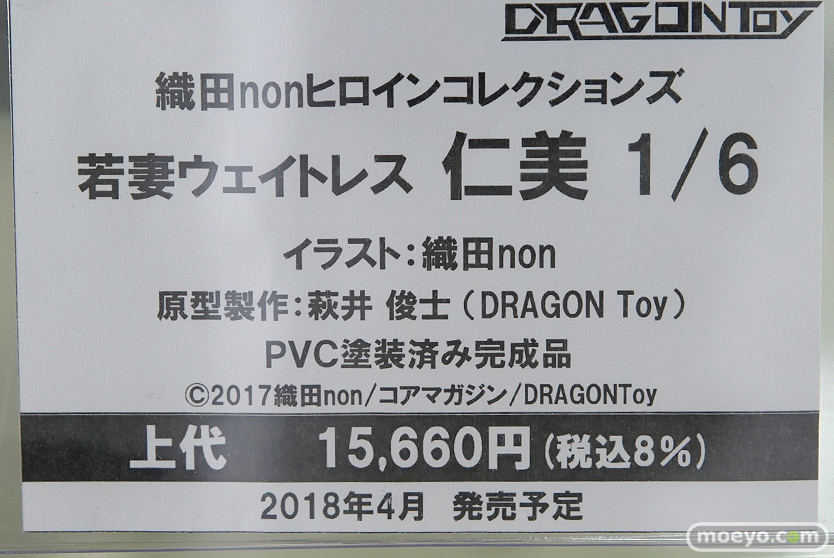 DRAGONToy
織田nonヒロインコレクションズ
若妻ウェイトレス 仁美 1/6
イラスト：織田non
原型製作：萩井 俊士（DRAGON Toy）
PVC塗装済み完成品
©2017織田non/コアマガジン/DRAGONToy
上代 15,660円(税込8%)
2018年4月 発売予定
moeyo.com